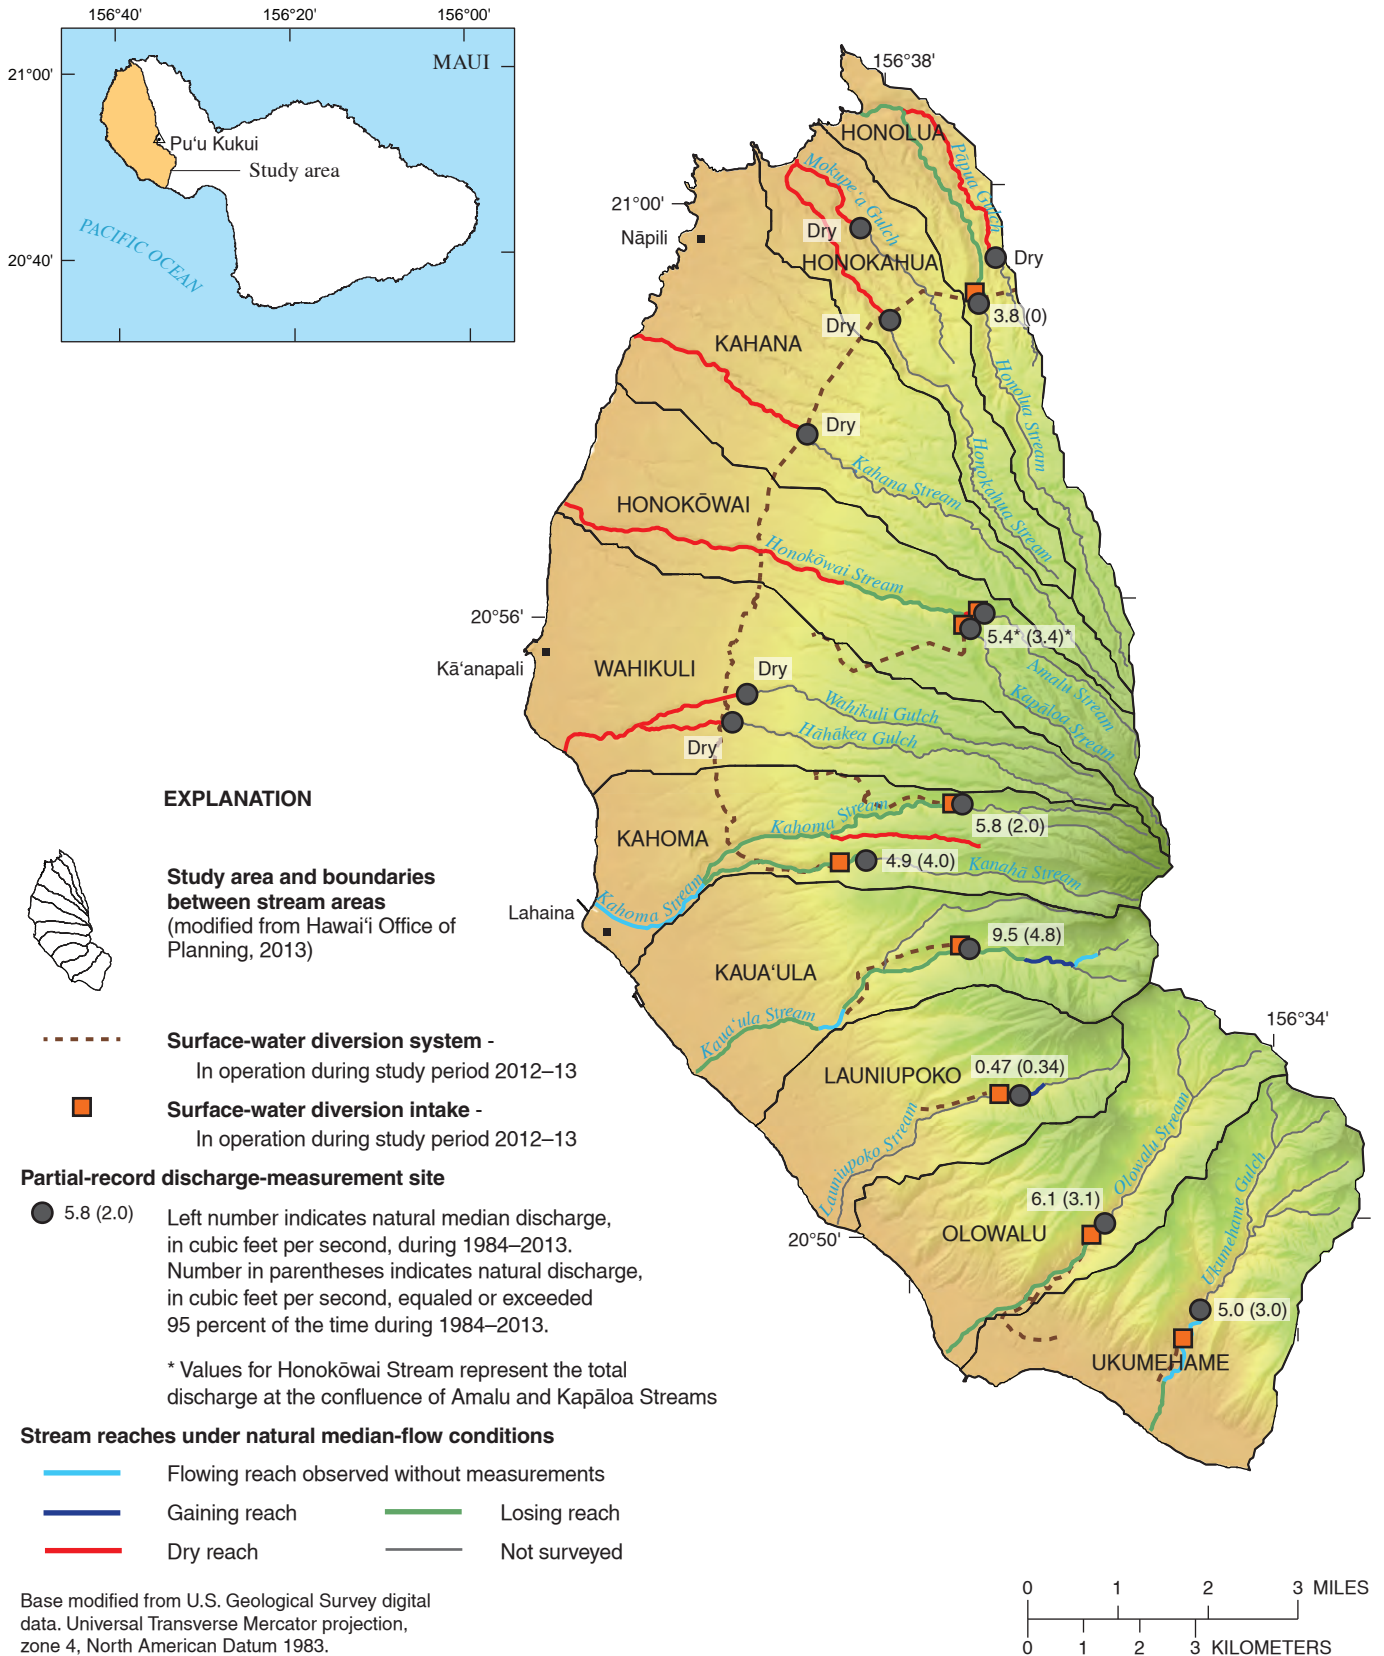 156°40'
156°20'
156°00'
21°00'
20°40'
MAUI
Pu‘u Kukui
Study area
PACIFIC OCEAN
156°38'
HONOLUA
Pāpua Gulch
Mokupe‘a Gulch
21°00'
Nāpili
Dry
Dry
HONOKAHUA
3.8 (0)
Dry
KAHANA
Honolua Stream
Dry
Kahana Stream
Honokahua Stream
HONOKŌWAI
Honokōwai Stream
20°56'
5.4* (3.4)*
Kā‘anapali
WAHIKULI
Dry
Amalu Stream
Kapāloa Stream
Wahikuli Gulch
Hāhākea Gulch
Dry
KAHOMA
Kahoma Stream
5.8 (2.0)
4.9 (4.0)
Kanahā Stream
Kahoma Stream
Lahaina
9.5 (4.8)
KAUA‘ULA
Kaua‘ula Stream
156°34'
LAUNIUPOKO
0.47 (0.34)
Launiupoko Stream
Olowalu Stream
Ukumehame Gulch
6.1 (3.1)
OLOWALU
20°50'
5.0 (3.0)
UKUMEHAME
EXPLANATION
Study area and boundaries
between stream areas
(modified from Hawai‘i Office of
Planning, 2013)
Surface-water diversion system -
In operation during study period 2012–13
Surface-water diversion intake -
In operation during study period 2012–13
Partial-record discharge-measurement site
5.8 (2.0)
Left number indicates natural median discharge,
in cubic feet per second, during 1984–2013.
Number in parentheses indicates natural discharge,
in cubic feet per second, equaled or exceeded
95 percent of the time during 1984–2013.
* Values for Honokōwai Stream represent the total
discharge at the confluence of Amalu and Kapāloa Streams
Stream reaches under natural median-flow conditions
Flowing reach observed without measurements
Gaining reach
Losing reach
Dry reach
Not surveyed
Base modified from U.S. Geological Survey digital
data. Universal Transverse Mercator projection,
zone 4, North American Datum 1983.
0 1 2 3 MILES
0 1 2 3 KILOMETERS